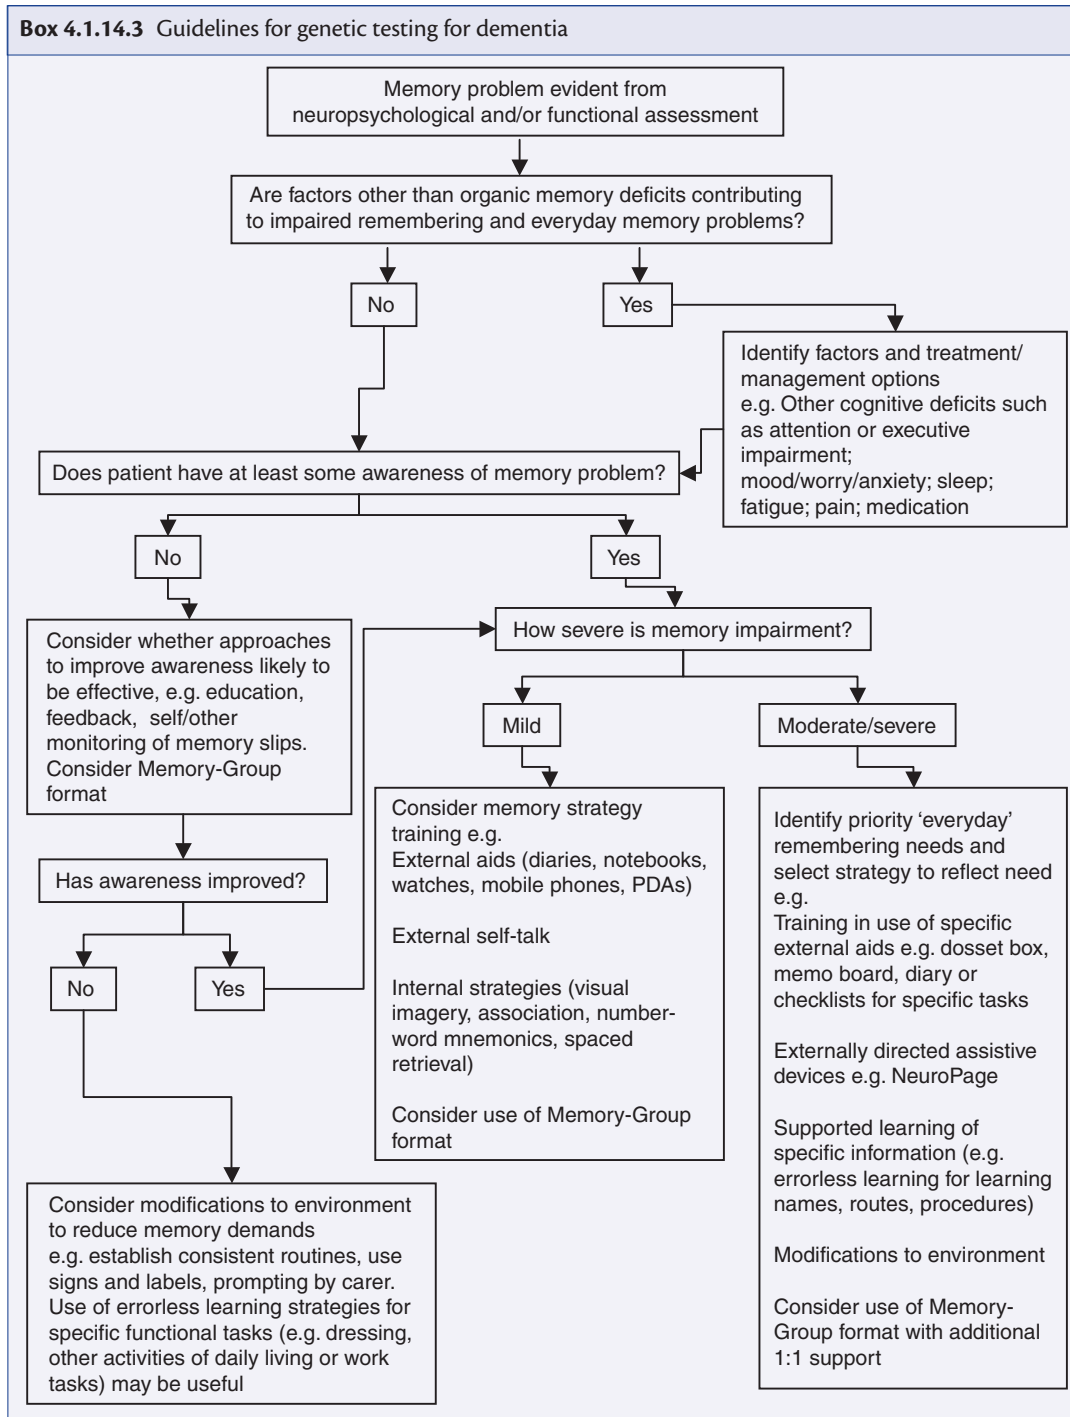 Box 4.1.14.3 Guidelines for genetic testing for dementia
Memory problem evident from
neuropsychological and/or functional assessment
Are factors other than organic memory deficits contributing
to impaired remembering and everyday memory problems?
No
Yes
Identify factors and treatment/
management options
e.g. Other cognitive deficits such
as attention or executive
impairment;
mood/worry/anxiety; sleep;
fatigue; pain; medication
Does patient have at least some awareness of memory problem?
No
Yes
Consider whether approaches
to improve awareness likely to
be effective, e.g. education,
feedback, self/other
monitoring of memory slips.
Consider Memory-Group
format
How severe is memory impairment?
Mild
Moderate/severe
Has awareness improved?
No
Yes
Consider memory strategy
training e.g.
External aids (diaries, notebooks,
watches, mobile phones, PDAs)
External self-talk
Internal strategies (visual
imagery, association, number-
word mnemonics, spaced
retrieval)
Consider use of Memory-Group
format
Identify priority ‘everyday’
remembering needs and
select strategy to reflect need
e.g.
Training in use of specific
external aids e.g. dosset box,
memo board, diary or
checklists for specific tasks
Externally directed assistive
devices e.g. NeuroPage
Supported learning of
specific information (e.g.
errorless learning for learning
names, routes, procedures)
Modifications to environment
Consider use of Memory-
Group format with additional
1:1 support
Consider modifications to environment
to reduce memory demands
e.g. establish consistent routines, use
signs and labels, prompting by carer.
Use of errorless learning strategies for
specific functional tasks (e.g. dressing,
other activities of daily living or work
tasks) may be useful